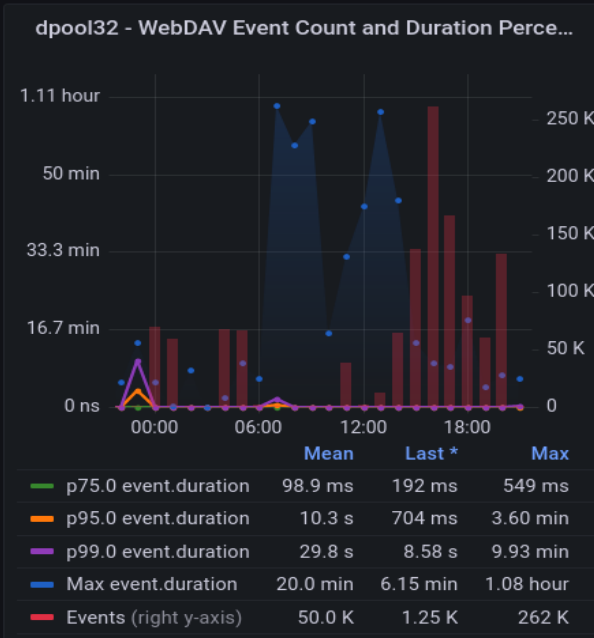 dpool32 - WebDAV Event Count and Duration Perce...
1.11 hour
50 min
33.3 min
16.7 min
0 ns
250 K
200 K
150 K
100 K
50 K
0
00:00 06:00 12:00 18:00
Mean Last * Max
p75.0 event.duration 98.9 ms 192 ms 549 ms
p95.0 event.duration 10.3 s 704 ms 3.60 min
p99.0 event.duration 29.8 s 8.58 s 9.93 min
Max event.duration 20.0 min 6.15 min 1.08 hour
Events (right y-axis) 50.0 K 1.25 K 262 K